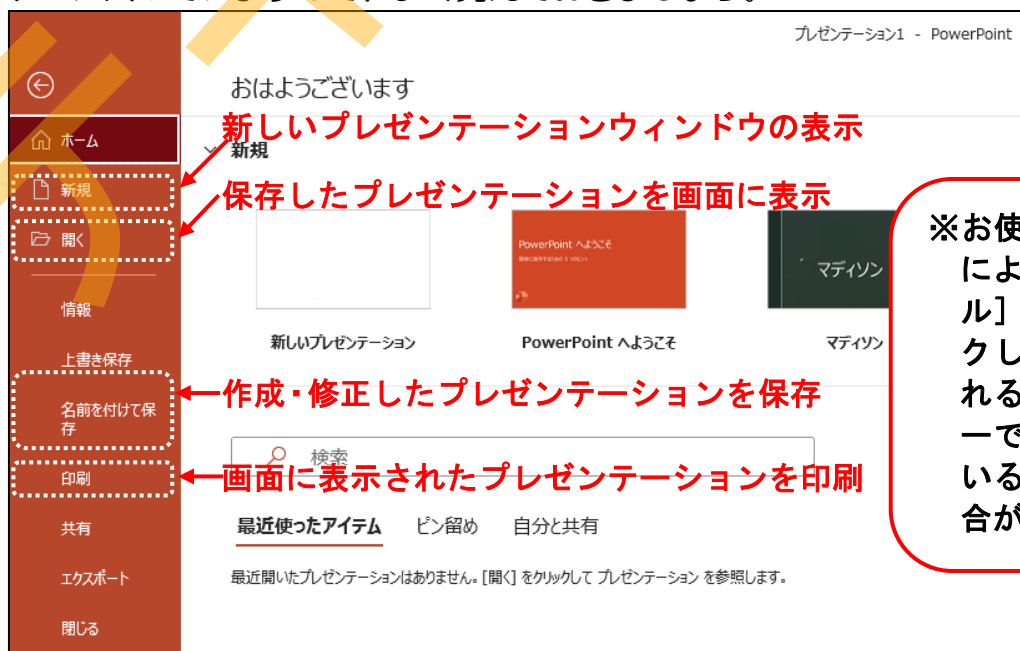 プレゼンテーション1 - PowerPoint
おはようございます
新しいプレゼンテーションウィンドウの表示
ホーム
新規
新規
保存したプレゼンテーションを画面に表示
開く
PowerPoint へようこそ
マディソン
情報
新しいプレゼンテーション
PowerPoint へようこそ
マディソン
上書き保存
作成・修正したプレゼンテーションを保存
名前を付けて保
存
検索
画面に表示されたプレゼンテーションを印刷
印刷
最近使ったアイテム ピン留め 自分と共有
共有
最近開いたプレゼンテーションはありません。[開く] をクリックして プレゼンテーション を参照します。
エクスポート
閉じる
※お使
によ
ル]
クし
れる
ーで
いる
合が